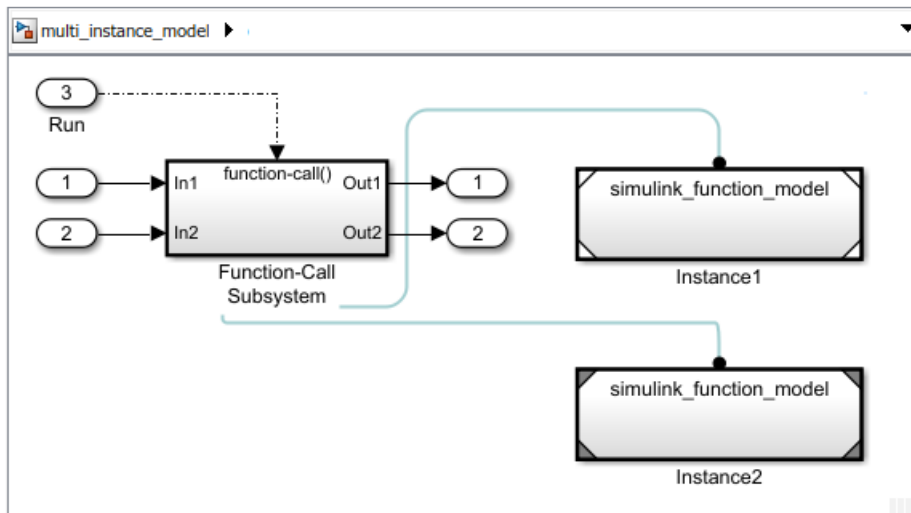 multi_instance_model
3
Run
function-call()
1
In1
Out1
1
2
In2
Out2
2
Function-Call
Subsystem
simulink_function_model
Instance1
simulink_function_model
Instance2